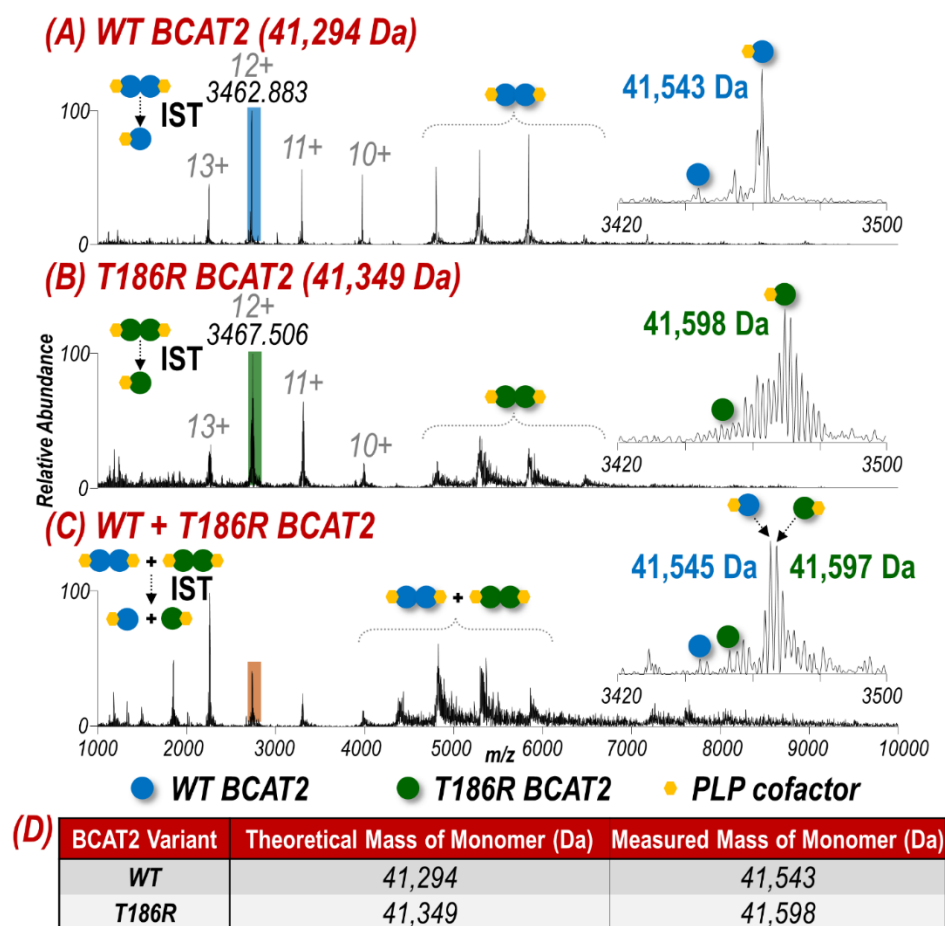 (A) WT BCAT2 (41,294 Da)
12+
3462.883
IST
13+
11+
10+
100
0
41,543 Da
3420
3500
(B) T186R BCAT2 (41,349 Da)
12+
3467.506
IST
13+
11+
10+
100
0
Relative Abundance
41,598 Da
3420
3500
(C) WT + T186R BCAT2
+
IST
+
+
100
0
41,545 Da
41,597 Da
3420
3500
1000 2000 3000 4000 5000 6000 7000 8000 9000 10000
m/z
WT BCAT2 T186R BCAT2 PLP cofactor
(D)
BCAT2 Variant Theoretical Mass of Monomer (Da) Measured Mass of Monomer (Da)
WT 41,294 41,543
T186R 41,349 41,598